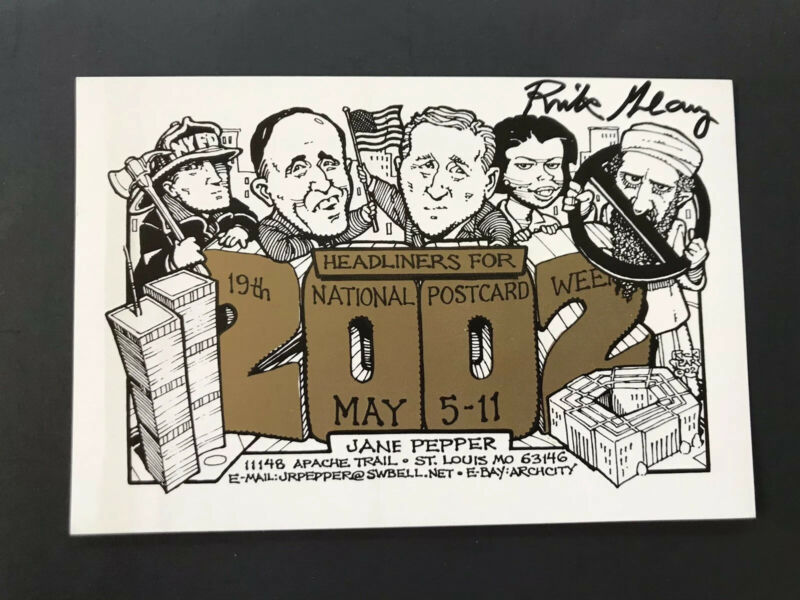 NYFD
HEADLINERS FOR
19th NATIONAL POSTCARD WEEK
2002
MAY 5-11
JANE PEPPER
11148 APACHE TRAIL • ST. LOUIS MO 63146
E-MAIL:JRPEPPER@SWBELL.NET • E-BAY:ARCHCITY